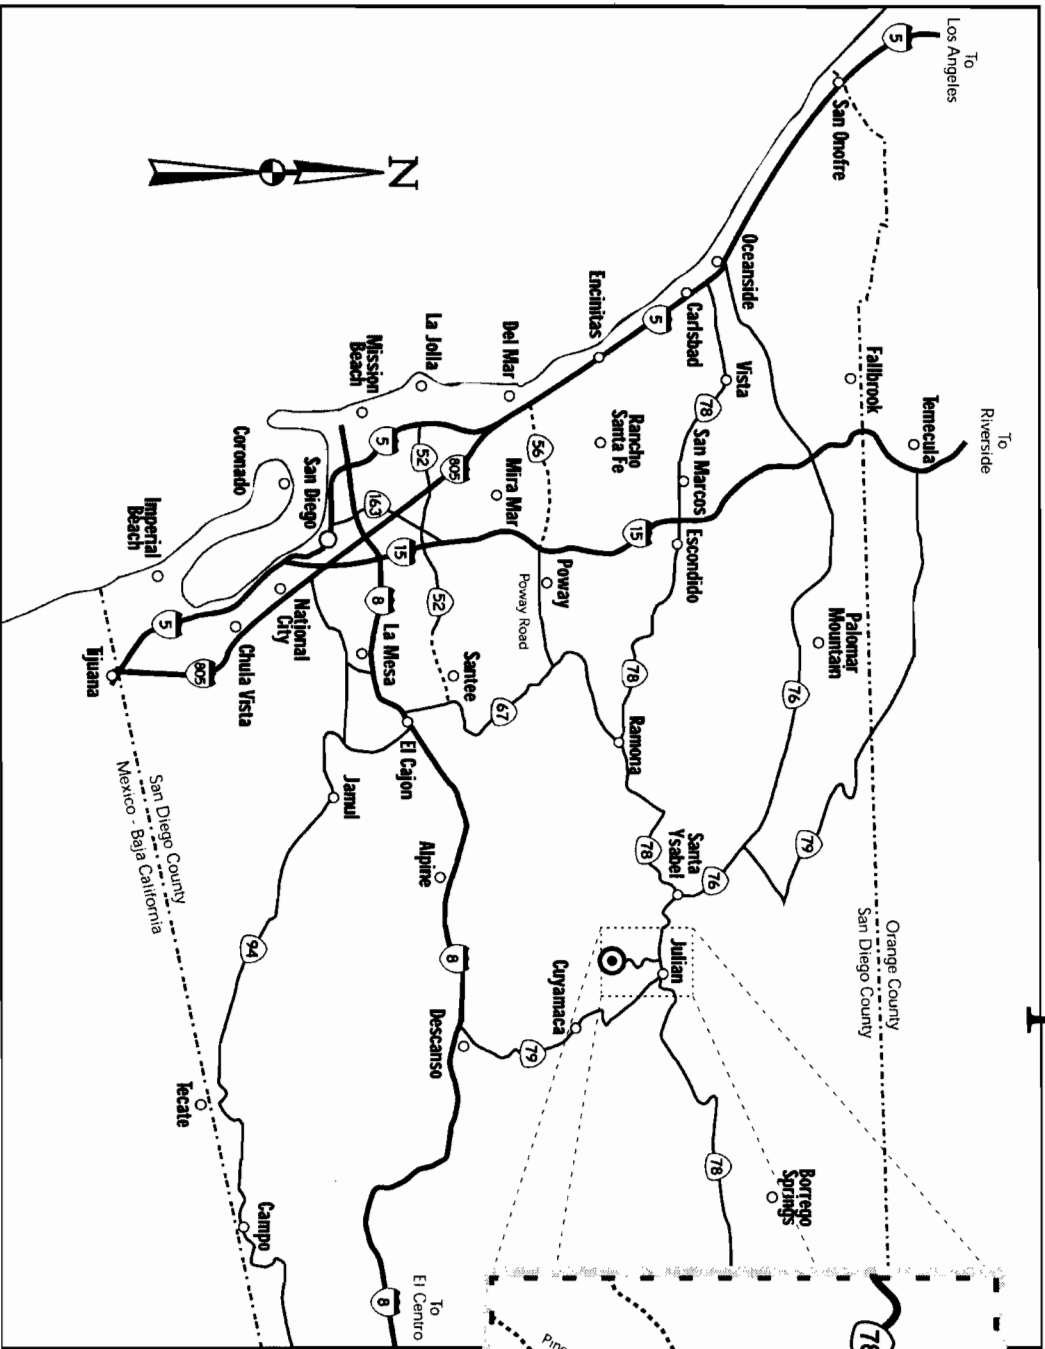 To
Los Angeles
5
San Onofre
To
Riverside
Temecula
Fallbrook
Orange County
San Diego County
N
Oceanside
Carlsbad
5
Vista
78
San Marcos
Escondido
15
Encinitas
Rancho
Santa Fe
Palomar
Mountain
76
79
Del Mar
56
Mira Mar
Poway
Poway Road
78
Ramona
78
Santa
Ysabel
76
Julian
Cuyamaca
79
78
Borrego
Springs
La Jolla
Mission
Beach
5
52
805
163
15
52
Santee
67
8
La Mesa
El Cajon
Alpine
8
Descanso
Coronado
San Diego
National
City
Imperial
Beach
5
805
Chula Vista
Tijuana
Jamul
94
San Diego County
Mexico - Baja California
Tecate
Campo
8
To
El Centro
78